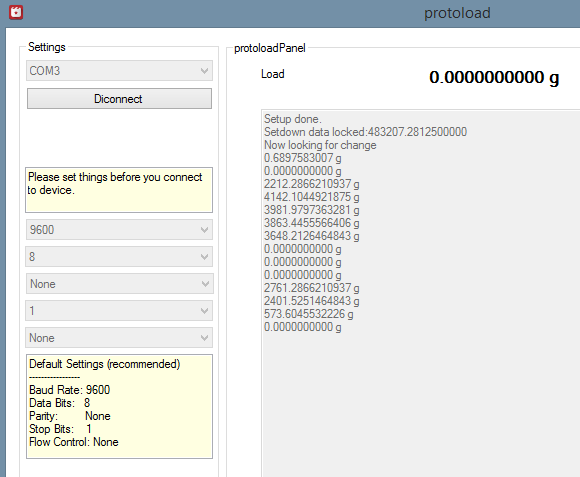 protoload
Settings
COM3
Diconnect
Please set things before you connect
to device.
9600
8
None
1
None
Default Settings (recommended)
----------------
Baud Rate: 9600
Data Bits: 8
Parity: None
Stop Bits: 1
Flow Control: None
protoloadPanel
Load
0.0000000000 g
Setup done.
Setdown data locked:483207.2812500000
Now looking for change
0.6897583007 g
0.0000000000 g
2212.2866210937 g
4142.1044921875 g
3981.9797363281 g
3863.4455566406 g
3648.2126464843 g
0.0000000000 g
0.0000000000 g
0.0000000000 g
2761.2866210937 g
2401.5251464843 g
573.6045532226 g
0.0000000000 g